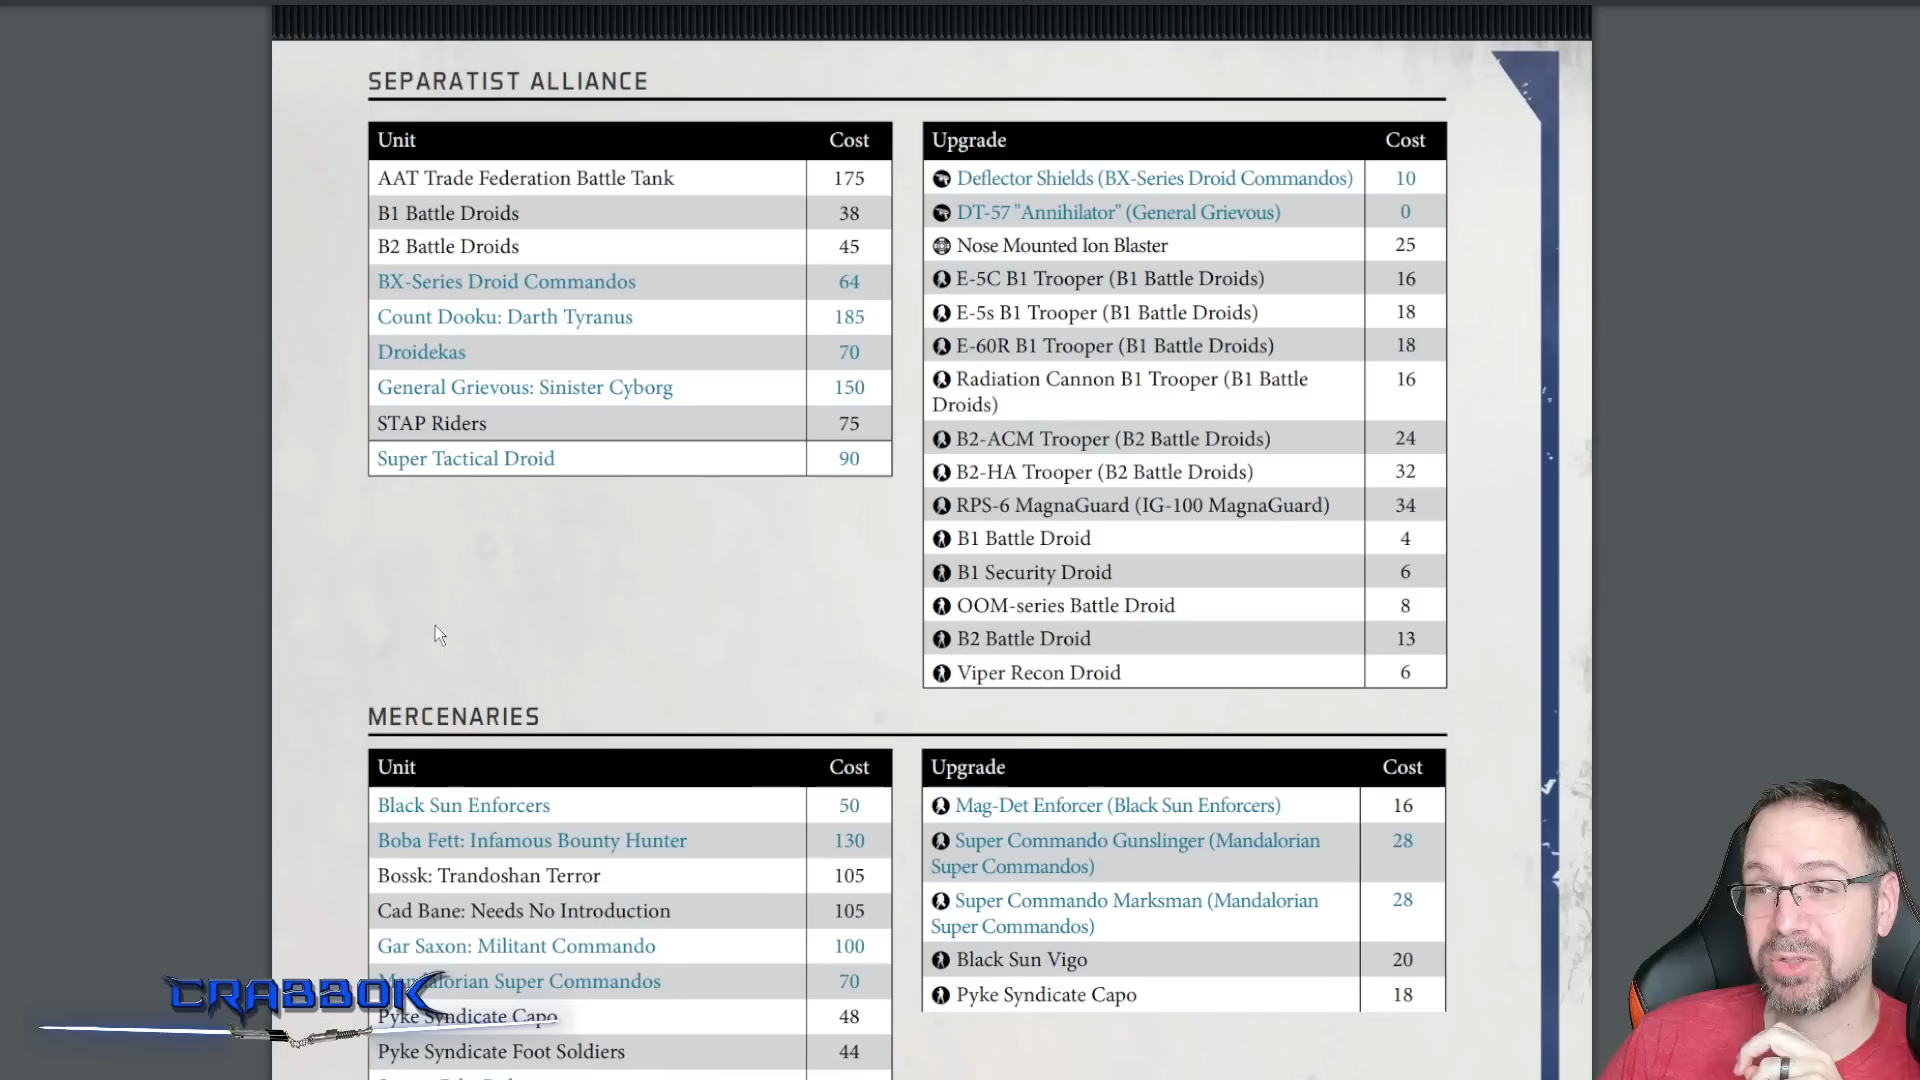 SEPARATIST ALLIANCE
Unit Cost
AAT Trade Federation Battle Tank 175
B1 Battle Droids 38
B2 Battle Droids 45
BX-Series Droid Commandos 64
Count Dooku: Darth Tyranus 185
Droidekas 70
General Grievous: Sinister Cyborg 150
STAP Riders 75
Super Tactical Droid 90
Upgrade Cost
Deflector Shields (BX-Series Droid Commandos) 10
DT-57 "Annihilator" (General Grievous) 0
Nose Mounted Ion Blaster 25
E-5C B1 Trooper (B1 Battle Droids) 16
E-5s B1 Trooper (B1 Battle Droids) 18
E-60R B1 Trooper (B1 Battle Droids) 18
Radiation Cannon B1 Trooper (B1 Battle 16
Droids)
B2-ACM Trooper (B2 Battle Droids) 24
B2-HA Trooper (B2 Battle Droids) 32
RPS-6 MagnaGuard (IG-100 MagnaGuard) 34
B1 Battle Droid 4
B1 Security Droid 6
OOM-series Battle Droid 8
B2 Battle Droid 13
Viper Recon Droid 6
MERCENARIES
Unit Cost
Black Sun Enforcers 50
Boba Fett: Infamous Bounty Hunter 130
Bossk: Trandoshan Terror 105
Cad Bane: Needs No Introduction 105
Gar Saxon: Militant Commando 100
Mandalorian Super Commandos 70
Pyke Syndicate Capo 48
Pyke Syndicate Foot Soldiers 44
Upgrade Cost
Mag-Det Enforcer (Black Sun Enforcers) 16
Super Commando Gunslinger (Mandalorian 28
Super Commandos)
Super Commando Marksman (Mandalorian 28
Super Commandos)
Black Sun Vigo 20
Pyke Syndicate Capo 18
CRABBOK